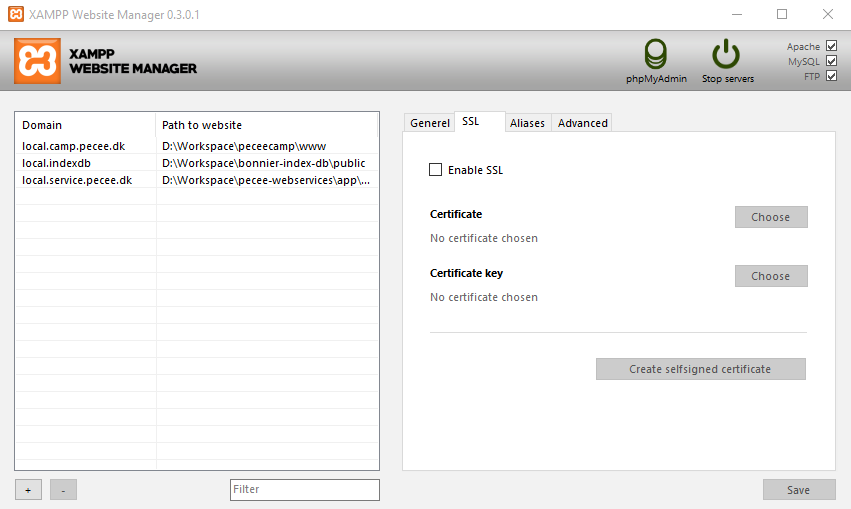 XAMPP Website Manager 0.3.0.1
XAMPP
WEBSITE MANAGER
phpMyAdmin
Stop servers
Apache
MySQL
FTP
Domain Path to website
local.camp.pecee.dk D:\Workspace\peceecamp\www
local.indexdb D:\Workspace\bonnier-index-db\public
local.service.pecee.dk D:\Workspace\pecee-webservices\app\...
+
-
Filter
Generel
SSL
Aliases
Advanced
Enable SSL
Certificate
Choose
No certificate chosen
Certificate key
Choose
No certificate chosen
Create selfsigned certificate
Save